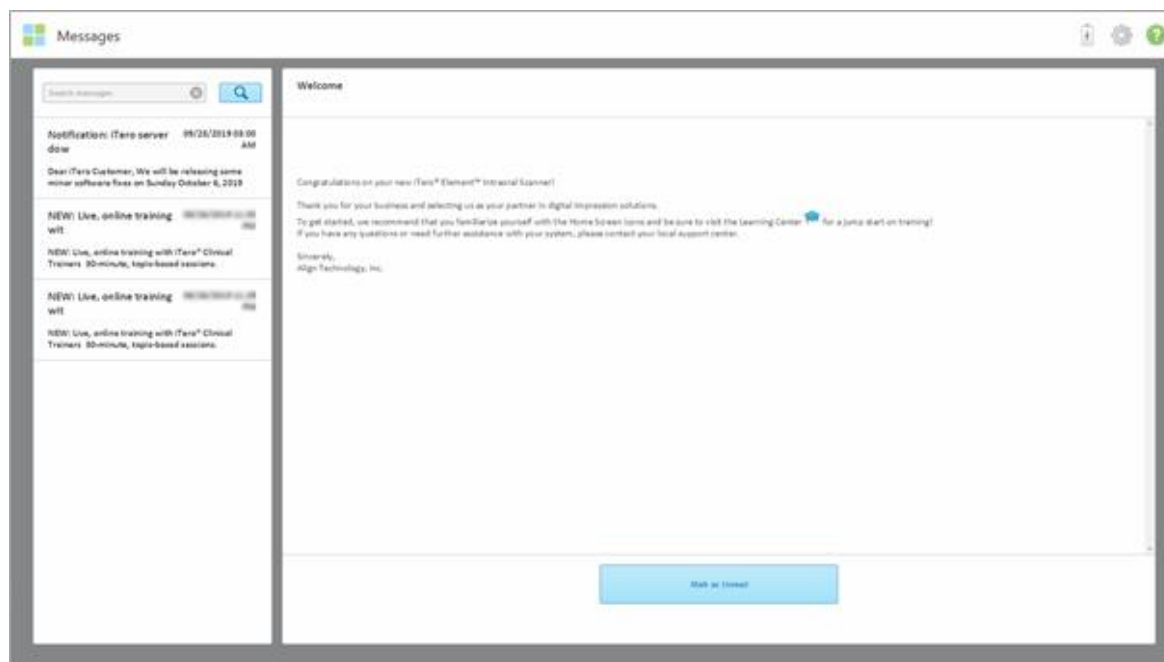 Messages
Search messages
Welcome
Notification: iTero server 09/26/2019 08:00
dow AM
Dear iTero Customer, We will be releasing some
minor software fixes on Sunday October 6, 2019
NEW: Live, online training
wit
NEW: Live, online training with iTero® Clinical
Trainers 30-minute, topic-based sessions.
NEW: Live, online training
wit
NEW: Live, online training with iTero® Clinical
Trainers 30-minute, topic-based sessions.
Congratulations on your new iTero® Element™ Intraoral Scanner!
Thank you for your business and selecting us as your partner in digital impression solutions.
To get started, we recommend that you familiarize yourself with the Home Screen icons and be sure to visit the Learning Center for a jump start on training!
If you have any questions or need further assistance with your system, please contact your local support center.
Sincerely,
Align Technology, Inc.
Mark as Unread